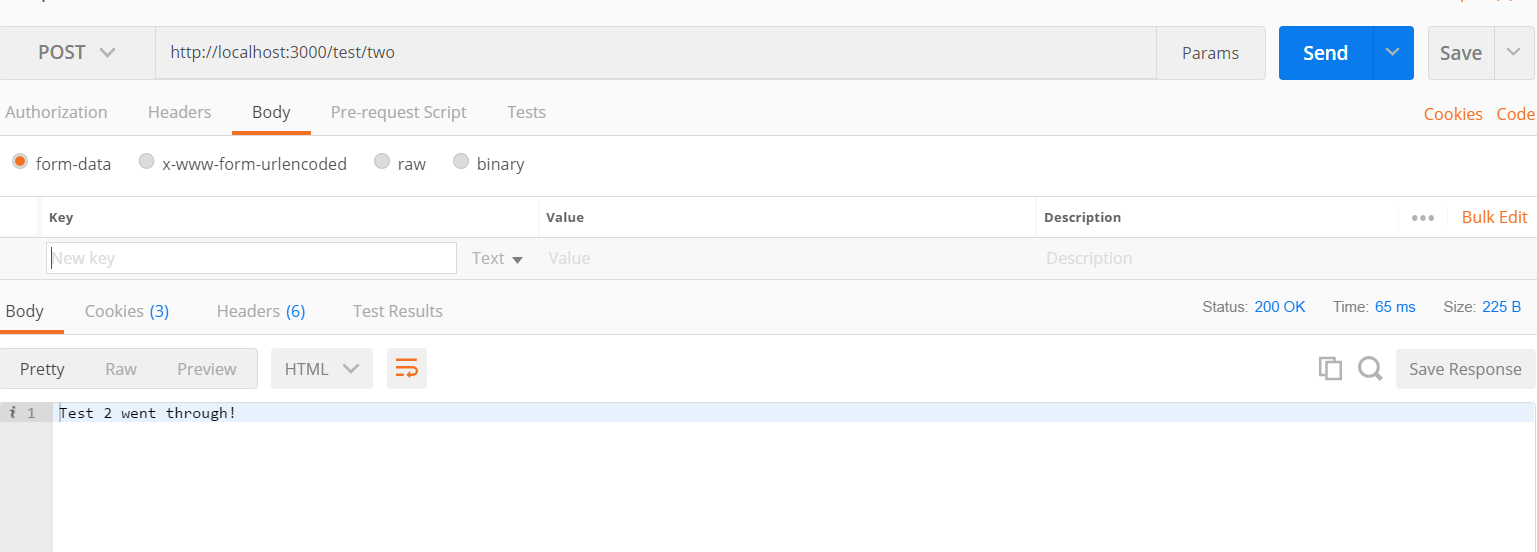 POST http://localhost:3000/test/two Params Send Save
Authorization Headers Body Pre-request Script Tests Cookies Code
form-data x-www-form-urlencoded raw binary
Key Value Description ••• Bulk Edit
New key Text Value Description
Body Cookies (3) Headers (6) Test Results Status: 200 OK Time: 65 ms Size: 225 B
Pretty Raw Preview HTML Save Response
i 1 Test 2 went through!